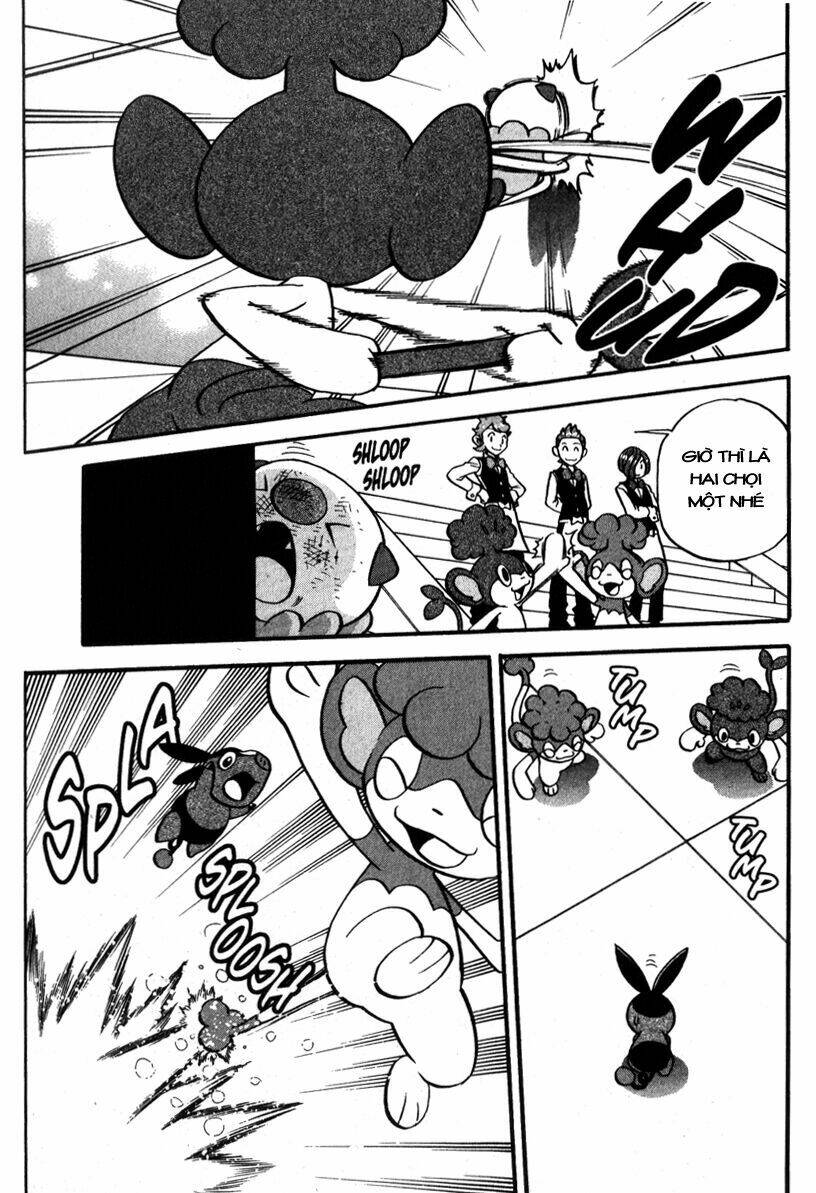 WHUD
SHLOOP
SHLOOP
GIỜ THÌ LÀ
HAI CHỌI
MỘT NHÉ
SPLA
SPLOOSH
TUMP
TUMP